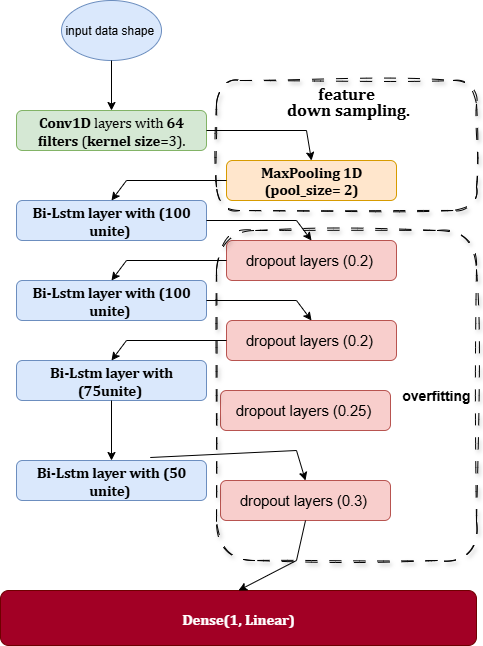 input data shape
feature
down sampling.
Conv1D layers with 64
filters (kernel size=3).
MaxPooling 1D
(pool_size= 2)
Bi-Lstm layer with (100
unite)
dropout layers (0.2)
Bi-Lstm layer with (100
unite)
dropout layers (0.2)
Bi-Lstm layer with
(75unite)
overfitting
dropout layers (0.25)
Bi-Lstm layer with (50
unite)
dropout layers (0.3)
Dense(1, Linear)